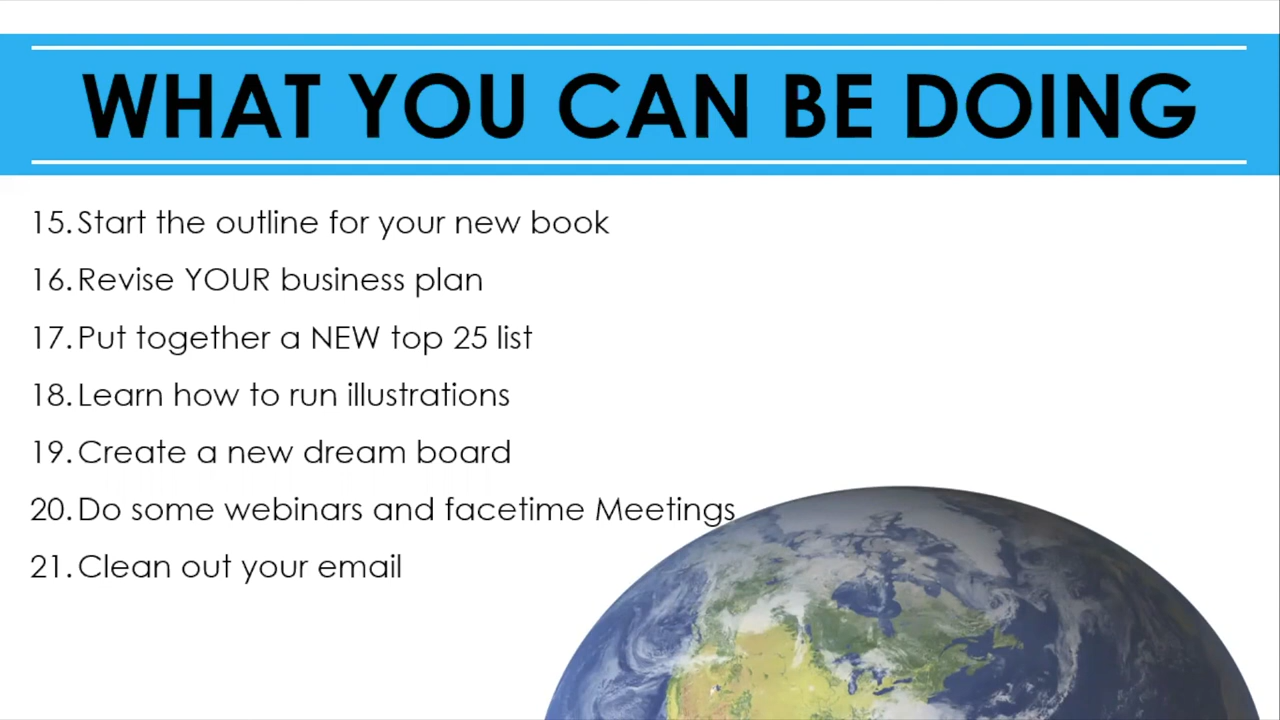 WHAT YOU CAN BE DOING
15. Start the outline for your new book
16. Revise YOUR business plan
17. Put together a NEW top 25 list
18. Learn how to run illustrations
19. Create a new dream board
20. Do some webinars and facetime Meetings
21. Clean out your email